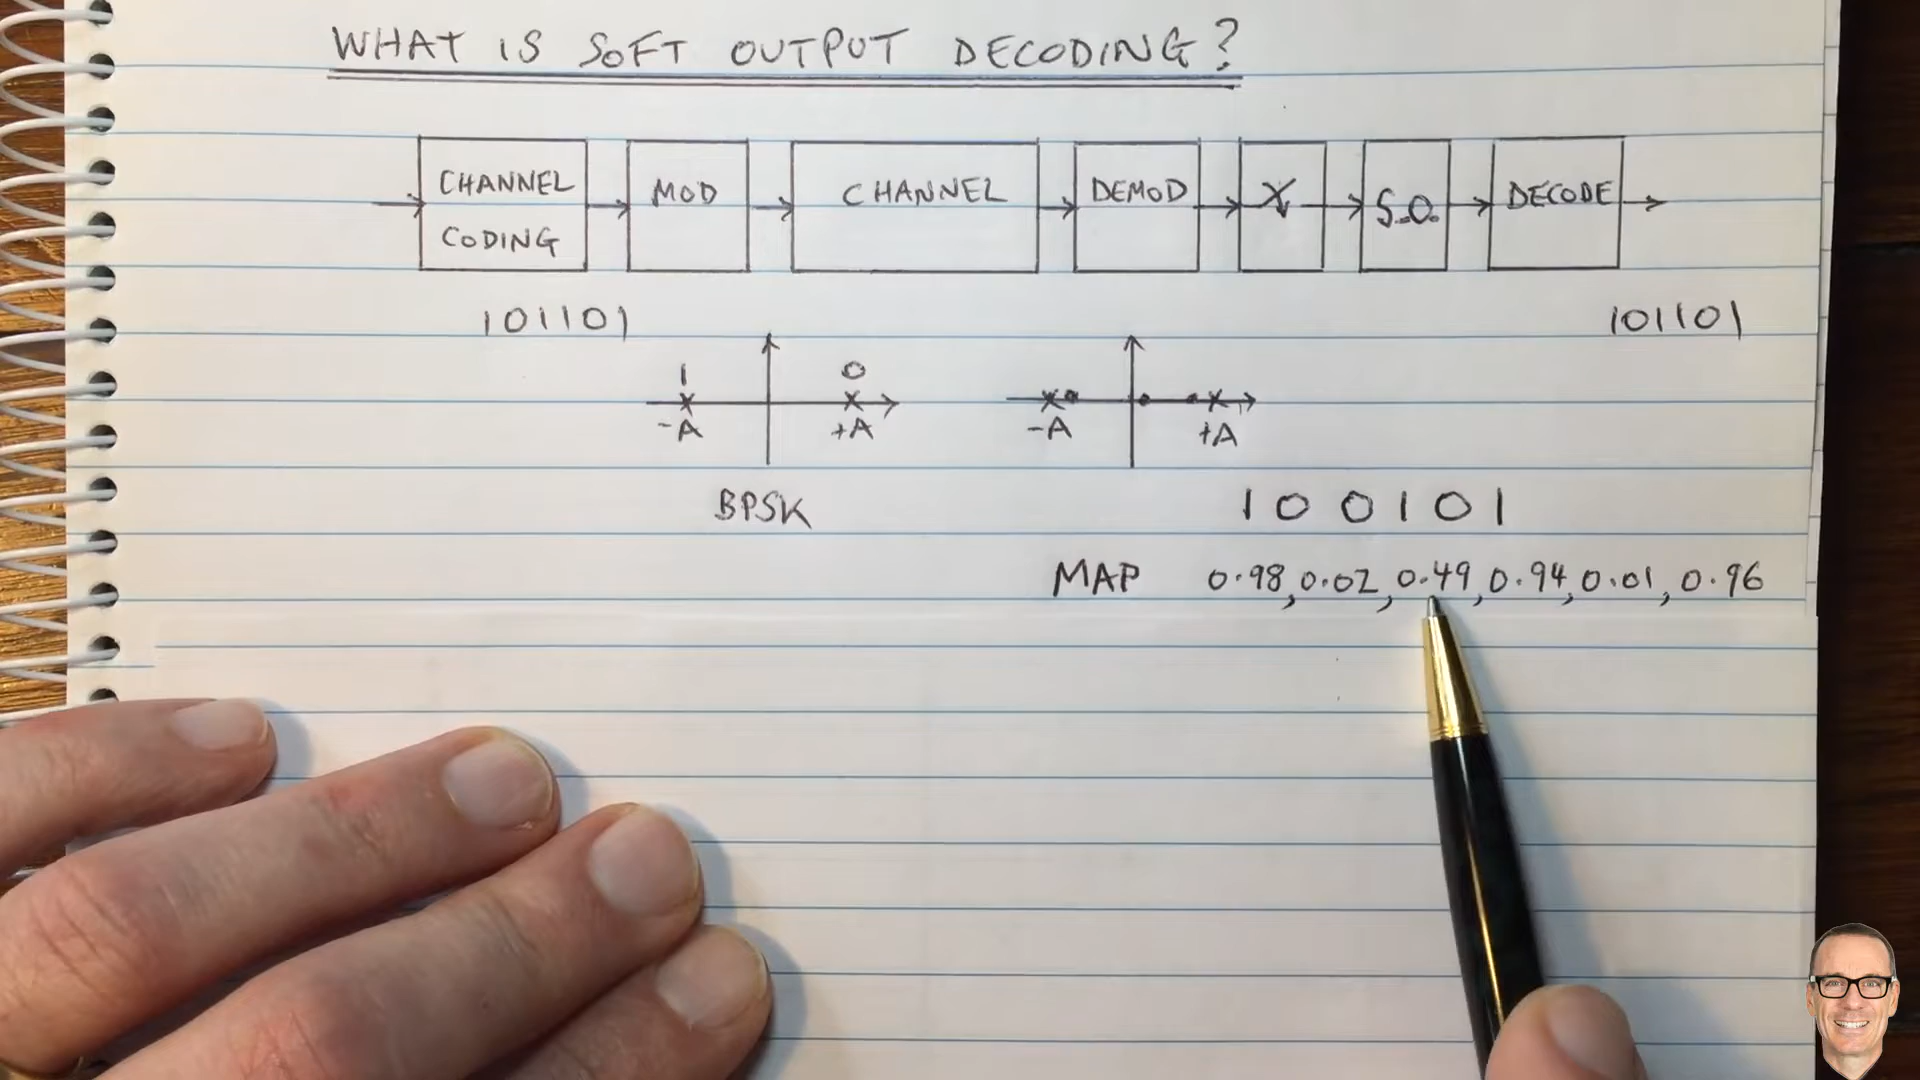 WHAT IS SOFT OUTPUT DECODING?
CHANNEL CODING
MOD
CHANNEL
DEMOD
X
S.O.
DECODE
101101
101101
1
0
-A
+A
-A
+A
BPSK
100101
MAP 0.98, 0.02, 0.49, 0.94, 0.01, 0.96